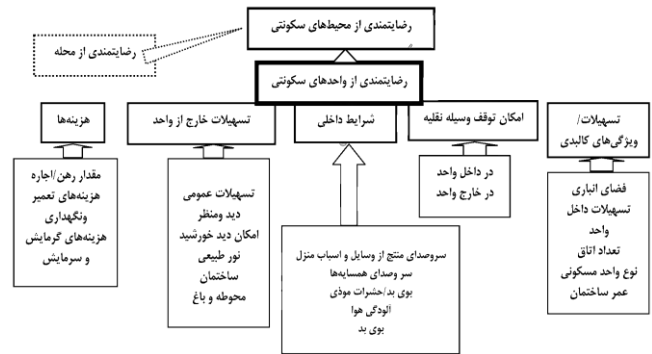 رضایتمندی از محیط‌های سکونتی
رضایتمندی از محله
رضایتمندی از واحدهای سکونتی
تسهیلات/
ویژگی‌های کالبدی
امکان توقف وسیله نقلیه
شرایط داخلی
تسهیلات خارج از واحد
هزینه‌ها
فضای انباری
تسهیلات داخل
واحد
تعداد اتاق
نوع واحد مسکونی
عمر ساختمان
در داخل واحد
در خارج واحد
سروصدای منتج از وسایل و اسباب منزل
سر وصدای همسایه‌ها
بوی بد/حشرات موذی
آلودگی هوا
بوی بد
تسهیلات عمومی
دید ومنظر
امکان دید خورشید
نور طبیعی
ساختمان
محوطه و باغ
مقدار رهن/اجاره
هزینه‌های تعمیر
ونگهداری
هزینه‌های گرمایش
و سرمایش